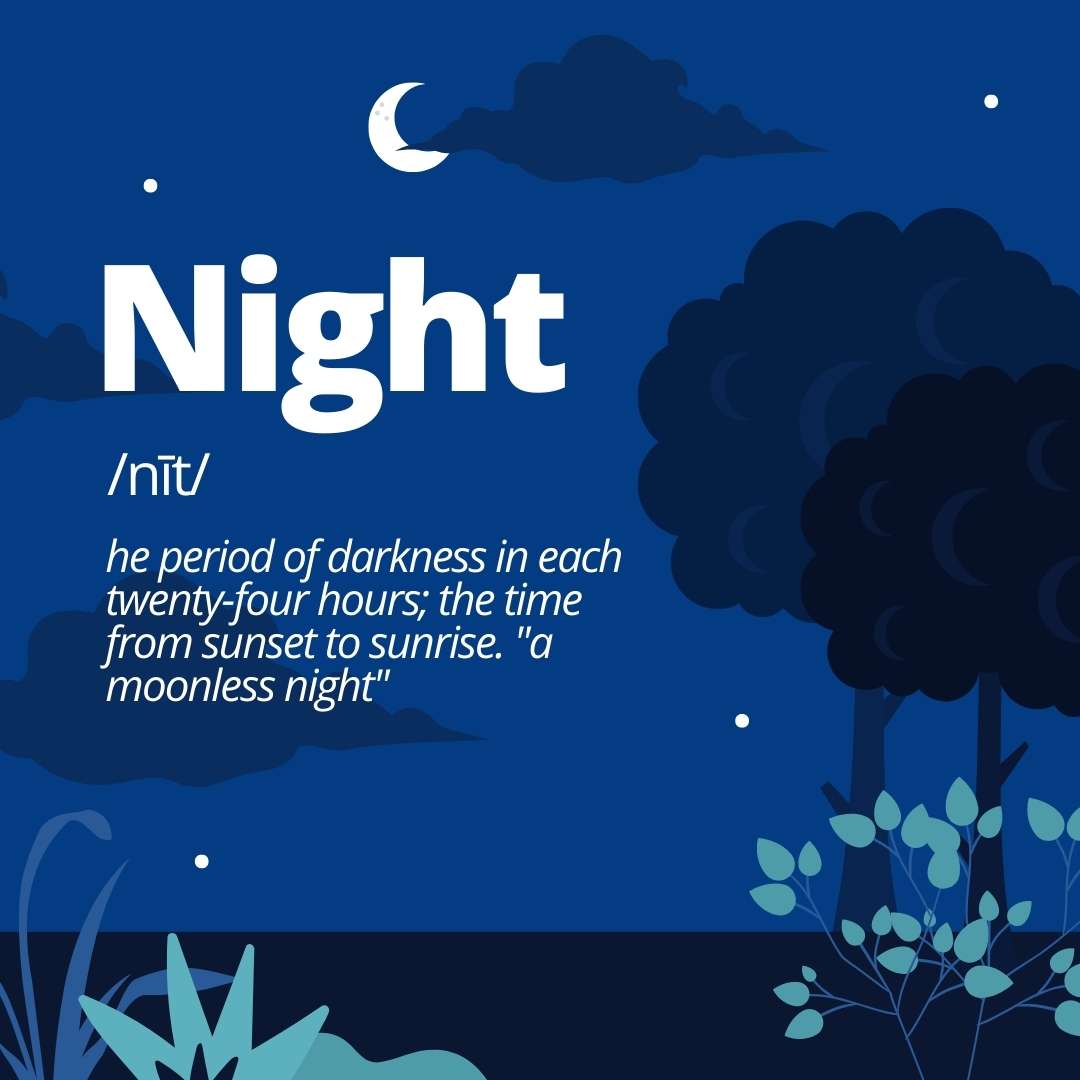 Night
/nīt/
he period of darkness in each
twenty-four hours; the time
from sunset to sunrise. "a
moonless night"